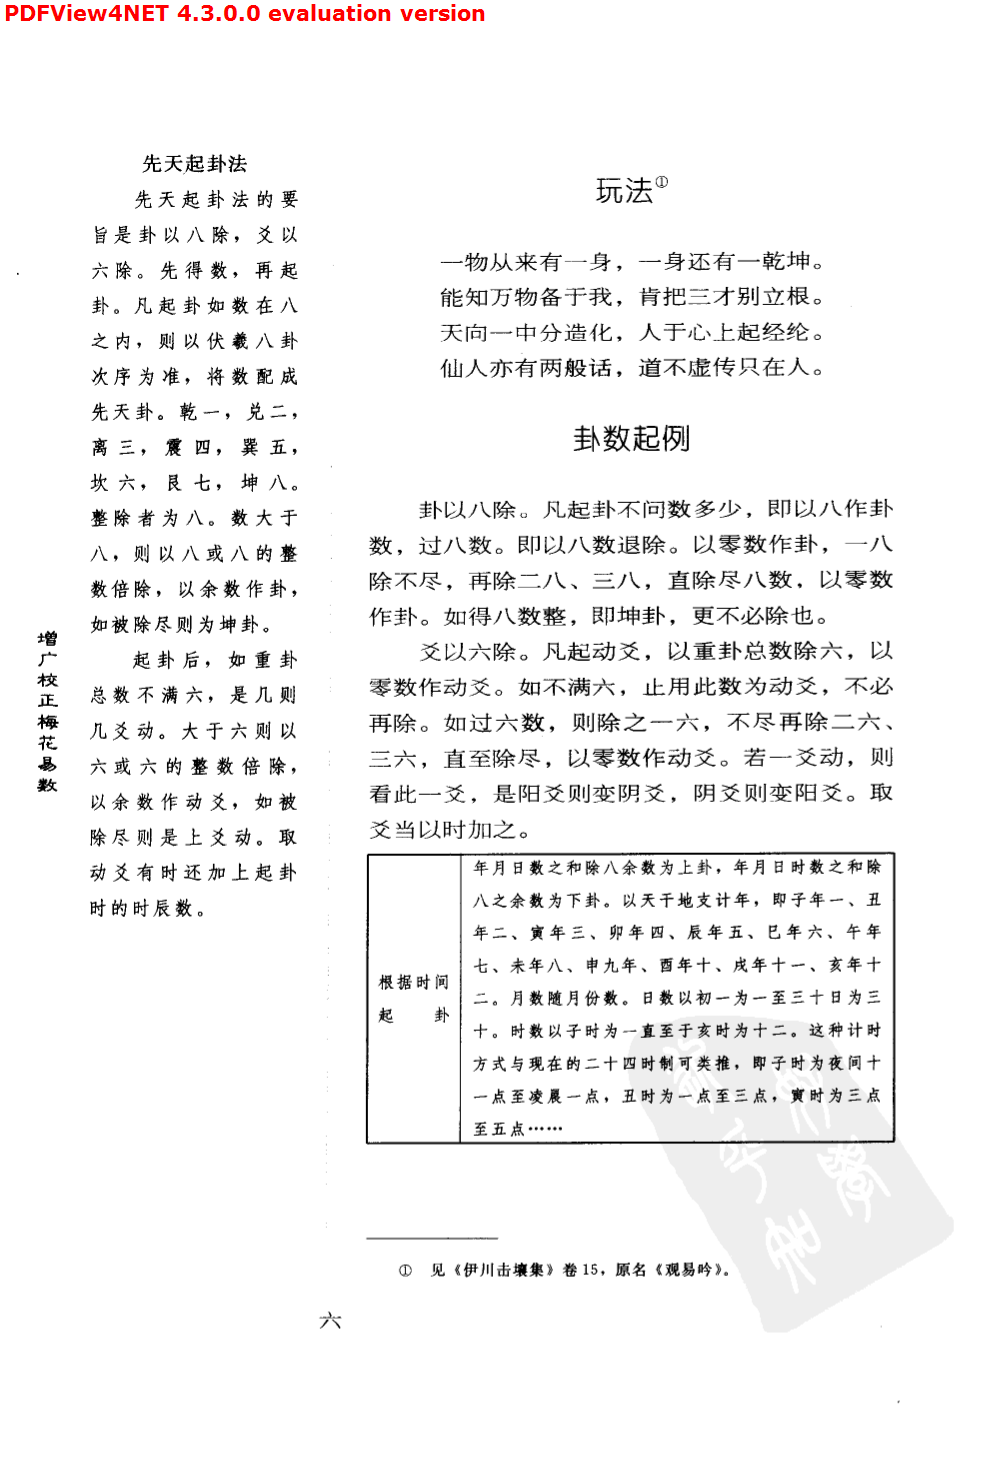 PDFView4NET 4.3.0.0 evaluation version
先天起卦法
先天起卦法的要
旨是卦以八除，爻以
六除。先得数，再起
卦。凡起卦如数在八
之内，则以伏羲八卦
次序为准，将数配成
先天卦。乾一，兑二，
离三，震四，巽五，
坎六，艮七，坤八。
整除者为八。数大于
八，则以八或八的整
数倍除，以余数作卦，
如被除尽则为坤卦。
起卦后，如重卦
总数不满六，是几则
几爻动。大于六则以
六或六的整数倍除，
以余数作动爻，如被
除尽则是上爻动。取
动爻有时还加上起卦
时的时辰数。
增广校正梅花易数
玩法①
一物从来有一身，一身还有一乾坤。
能知万物备于我，肯把三才别立根。
天向一中分造化，人于心上起经纶。
仙人亦有两般话，道不虚传只在人。
卦数起例
卦以八除。凡起卦不问数多少，即以八作卦
数，过八数。即以八数退除。以零数作卦，一八
除不尽，再除二八、三八，直除尽八数，以零数
作卦。如得八数整，即坤卦，更不必除也。
爻以六除。凡起动爻，以重卦总数除六，以
零数作动爻。如不满六，止用此数为动爻，不必
再除。如过六数，则除之一六，不尽再除二六、
三六，直至除尽，以零数作动爻。若一爻动，则
看此一爻，是阳爻则变阴爻，阴爻则变阳爻。取
爻当以时加之。
根据时间
起卦
年月日数之和除八余数为上卦，年月日时数之和除
八之余数为下卦。以天干地支计年，即子年一、丑
年二、寅年三、卯年四、辰年五、巳年六、午年
七、未年八、申九年、酉年十、戌年十一、亥年十
二。月数随月份数。日数以初一为一至三十日为三
十。时数以子时为一直至于亥时为十二。这种计时
方式与现在的二十四时制可类推，即子时为夜间十
一点至凌晨一点，丑时为一点至三点，寅时为三点
至五点……
① 见《伊川击壤集》卷15，原名《观易吟》。
六